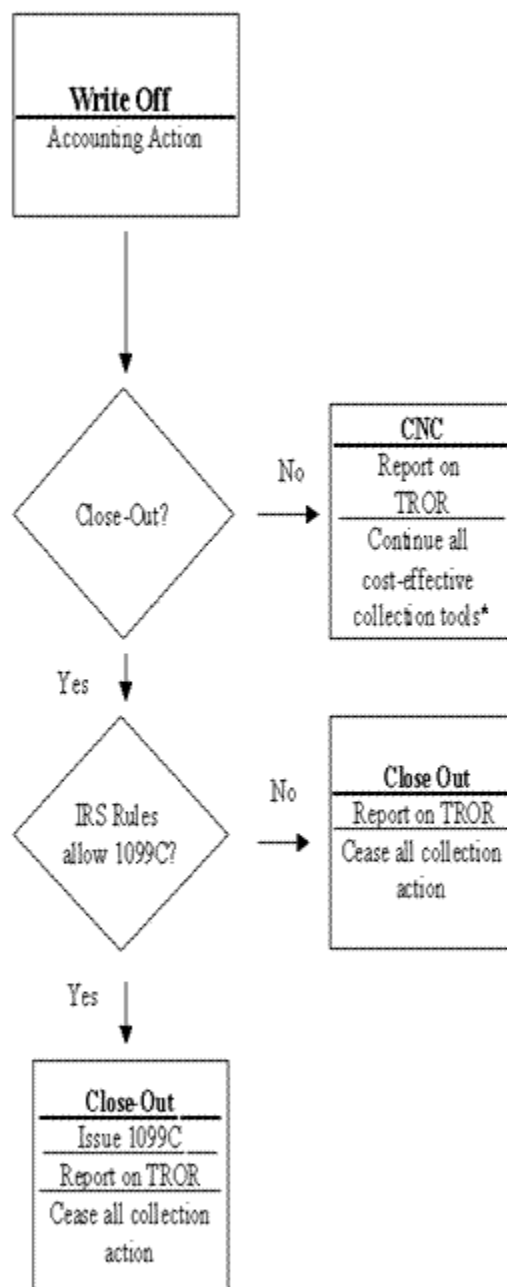 Write Off
Accounting Action
Close-Out?
No
CNC
Report on
TROR
Continue all
cost-effective
collection tools*
Yes
IRS Rules
allow 1099C?
No
Close Out
Report on TROR
Cease all collection
action
Yes
Close-Out
Issue 1099C
Report on TROR
Cease all collection
action